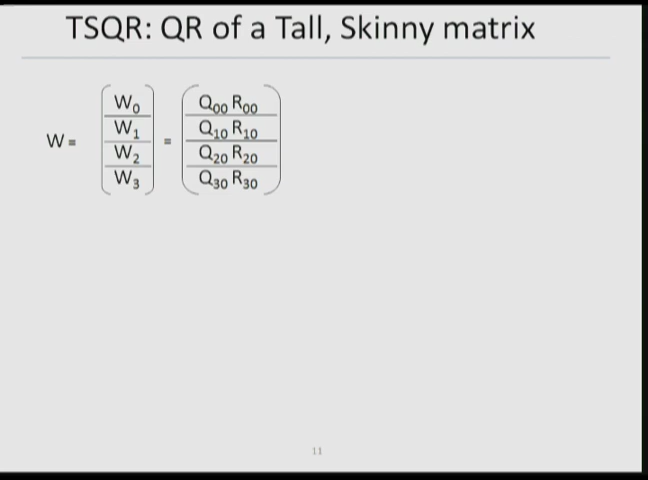 TSQR: QR of a Tall, Skinny matrix
W = W₀ = Q₀₀ R₀₀
W₁ Q₁₀ R₁₀
W₂ Q₂₀ R₂₀
W₃ Q₃₀ R₃₀
11